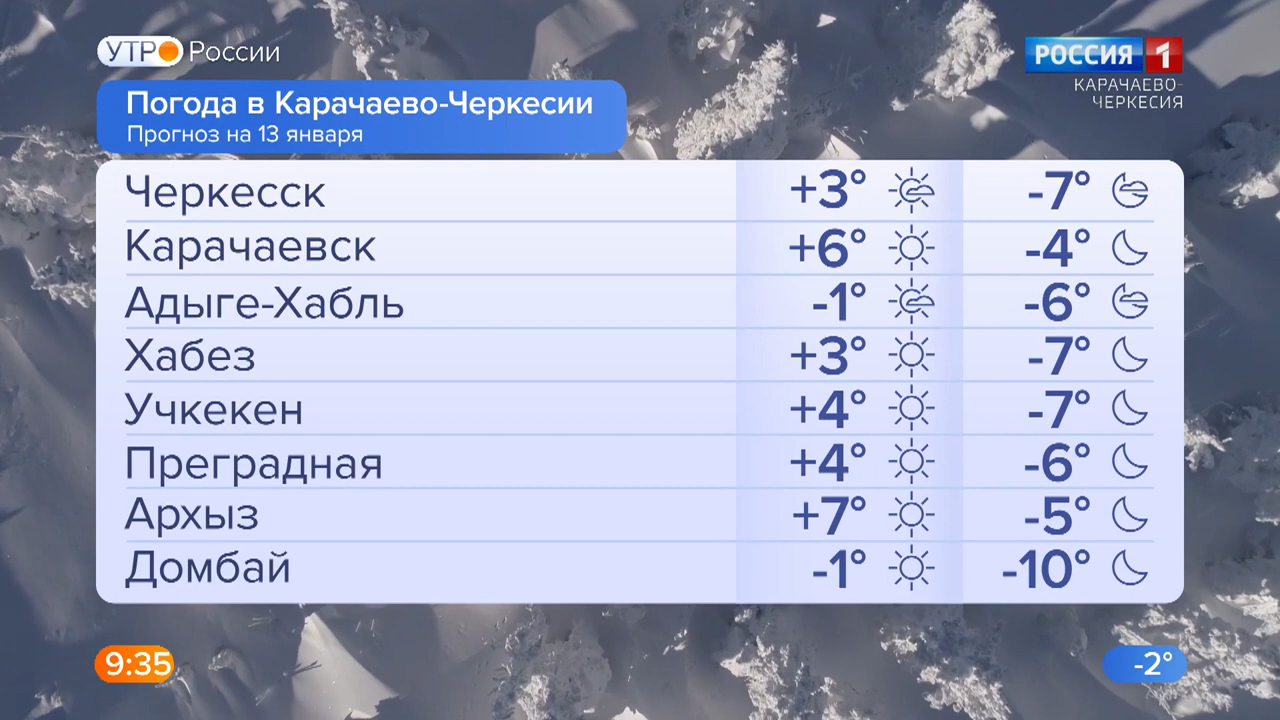 УТРО России
РОССИЯ 1
КАРАЧАЕВО-
ЧЕРКЕСИЯ
Погода в Карачаево-Черкесии
Прогноз на 13 января
Черкесск +3° -7°
Карачаевск +6° -4°
Адыге-Хабль -1° -6°
Хабез +3° -7°
Учкекен +4° -7°
Преградная +4° -6°
Архыз +7° -5°
Домбай -1° -10°
9:35 -2°